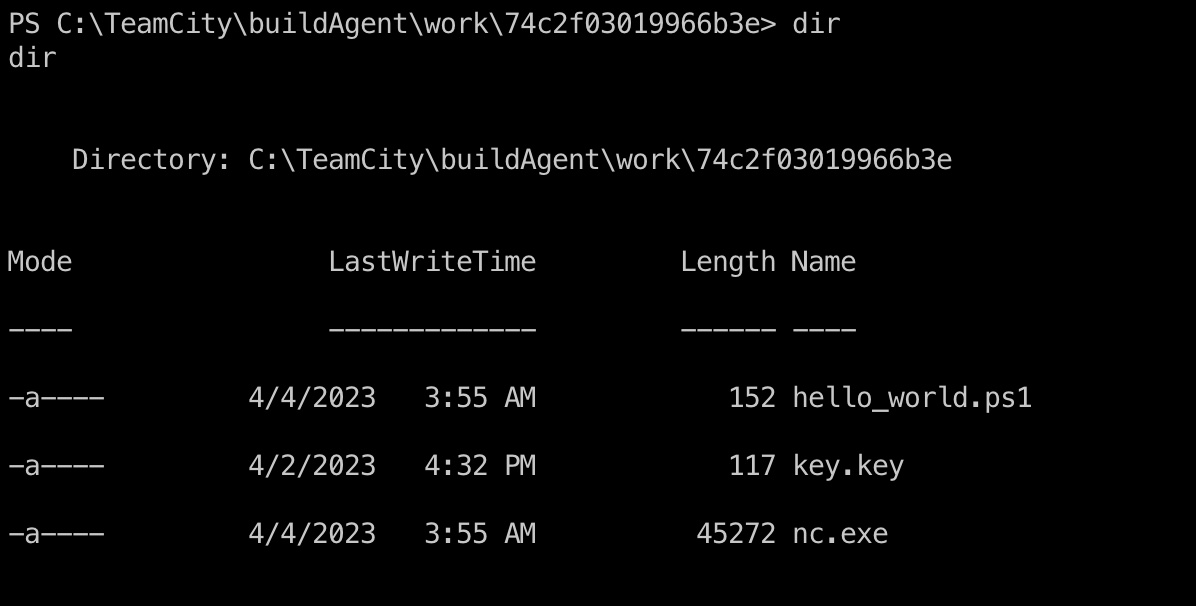 PS C:\TeamCity\buildAgent\work\74c2f03019966b3e> dir
dir
Directory: C:\TeamCity\buildAgent\work\74c2f03019966b3e
Mode LastWriteTime Length Name
---- ------------- ------ ----
-a---- 4/4/2023 3:55 AM 152 hello_world.ps1
-a---- 4/2/2023 4:32 PM 117 key.key
-a---- 4/4/2023 3:55 AM 45272 nc.exe